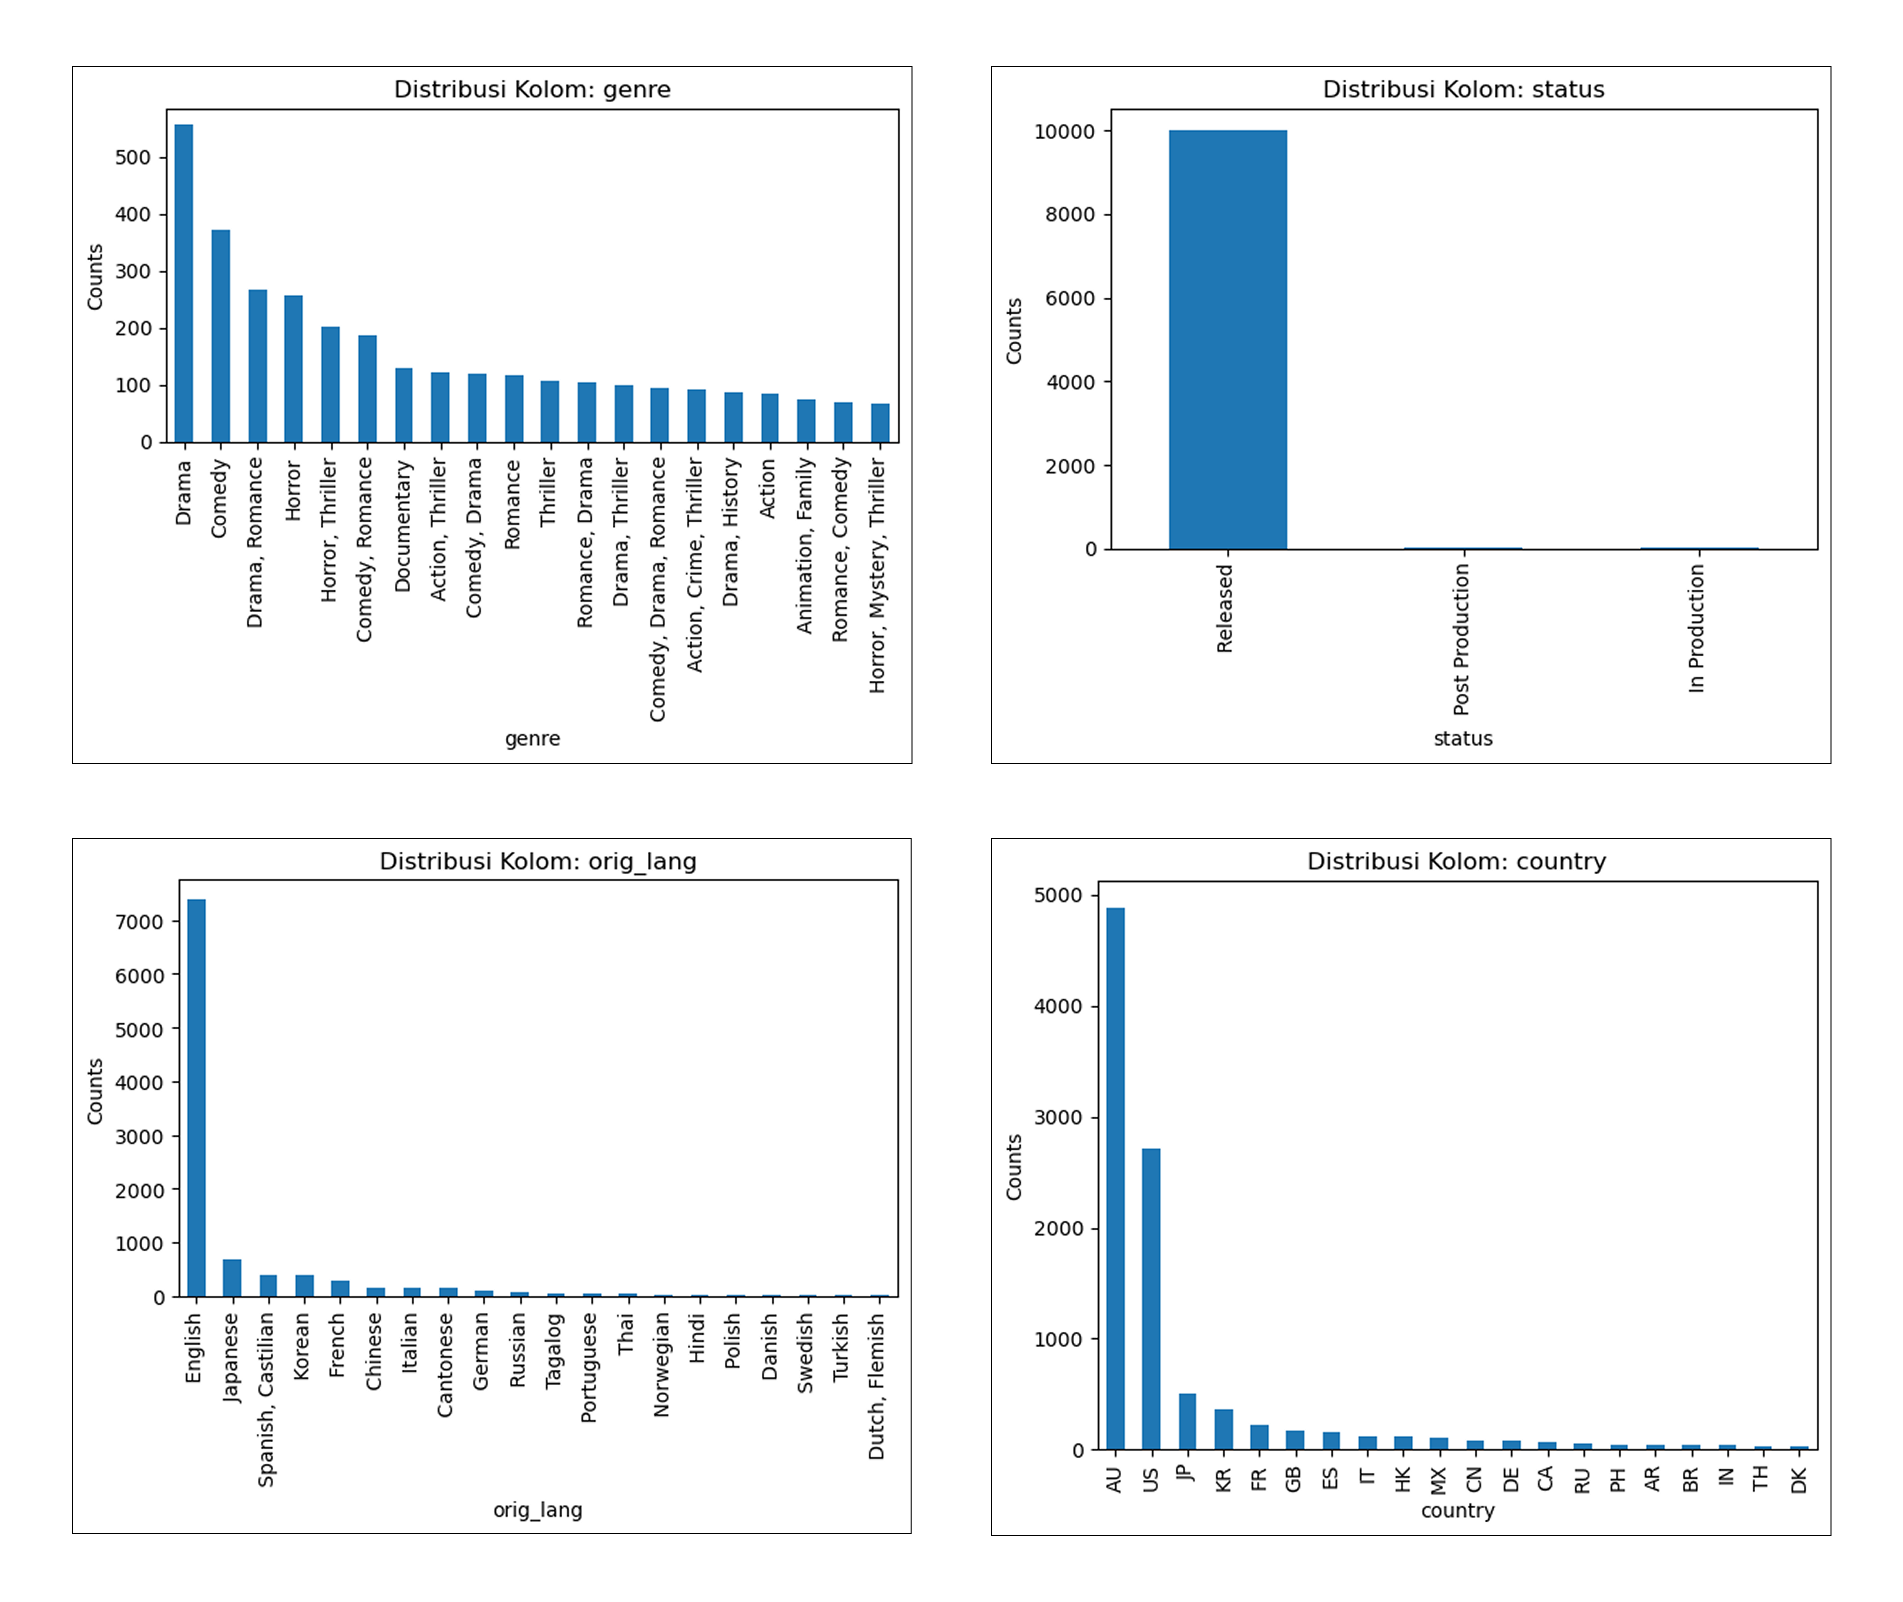 Distribusi Kolom: genre
Counts
500
400
300
200
100
0
Drama
Comedy
Drama, Romance
Horror
Horror, Thriller
Comedy, Romance
Documentary
Action, Thriller
Comedy, Drama
Romance
Thriller
Romance, Drama
Drama, Thriller
Comedy, Drama, Romance
Action, Crime, Thriller
Drama, History
Action
Animation, Family
Romance, Comedy
Horror, Mystery, Thriller
genre
Distribusi Kolom: status
Counts
10000
8000
6000
4000
2000
0
Released
Post Production
In Production
status
Distribusi Kolom: orig_lang
Counts
7000
6000
5000
4000
3000
2000
1000
0
English
Japanese
Spanish, Castilian
Korean
French
Chinese
Italian
Cantonese
German
Russian
Tagalog
Portuguese
Thai
Norwegian
Hindi
Polish
Danish
Swedish
Turkish
Dutch, Flemish
orig_lang
Distribusi Kolom: country
Counts
5000
4000
3000
2000
1000
0
AU
US
JP
KR
FR
GB
ES
IT
HK
MX
CN
DE
CA
RU
PH
AR
BR
IN
TH
DK
country